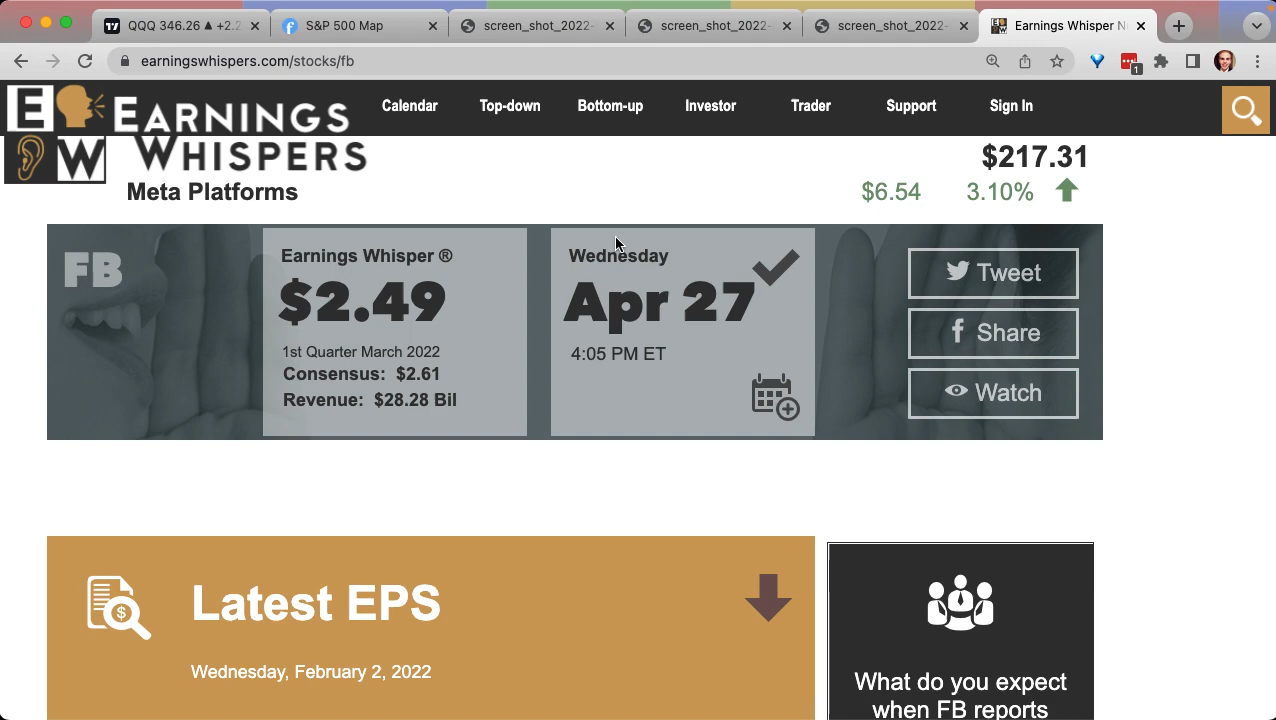 QQQ 346.26 ▲ +2.2
S&P 500 Map
screen_shot_2022-
screen_shot_2022-
screen_shot_2022-
Earnings Whisper N
earningswhispers.com/stocks/fb
1
E
W
EARNINGS
WHISPERS
Calendar
Top-down
Bottom-up
Investor
Trader
Support
Sign In
Meta Platforms
$217.31
$6.54 3.10%
FB
Earnings Whisper ®
$2.49
1st Quarter March 2022
Consensus: $2.61
Revenue: $28.28 Bil
Wednesday
Apr 27
4:05 PM ET
Tweet
Share
Watch
Latest EPS
Wednesday, February 2, 2022
What do you expect
when FB reports